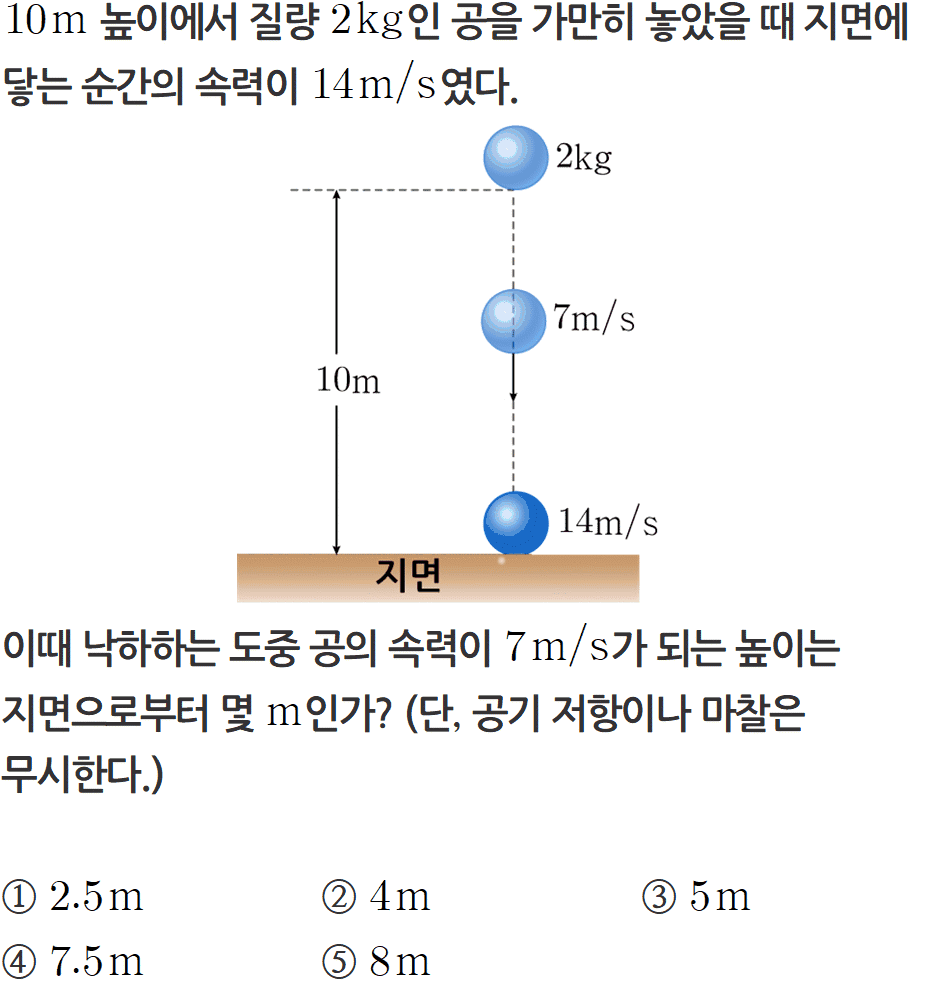 10m 높이에서 질량 2kg인 공을 가만히 놓았을 때 지면에
닿는 순간의 속력이 14m/s였다.
2kg
7m/s
10m
14m/s
지면
이때 낙하하는 도중 공의 속력이 7m/s가 되는 높이는
지면으로부터 몇 m인가? (단, 공기 저항이나 마찰은
무시한다.)
① 2.5m ② 4m ③ 5m
④ 7.5m ⑤ 8m